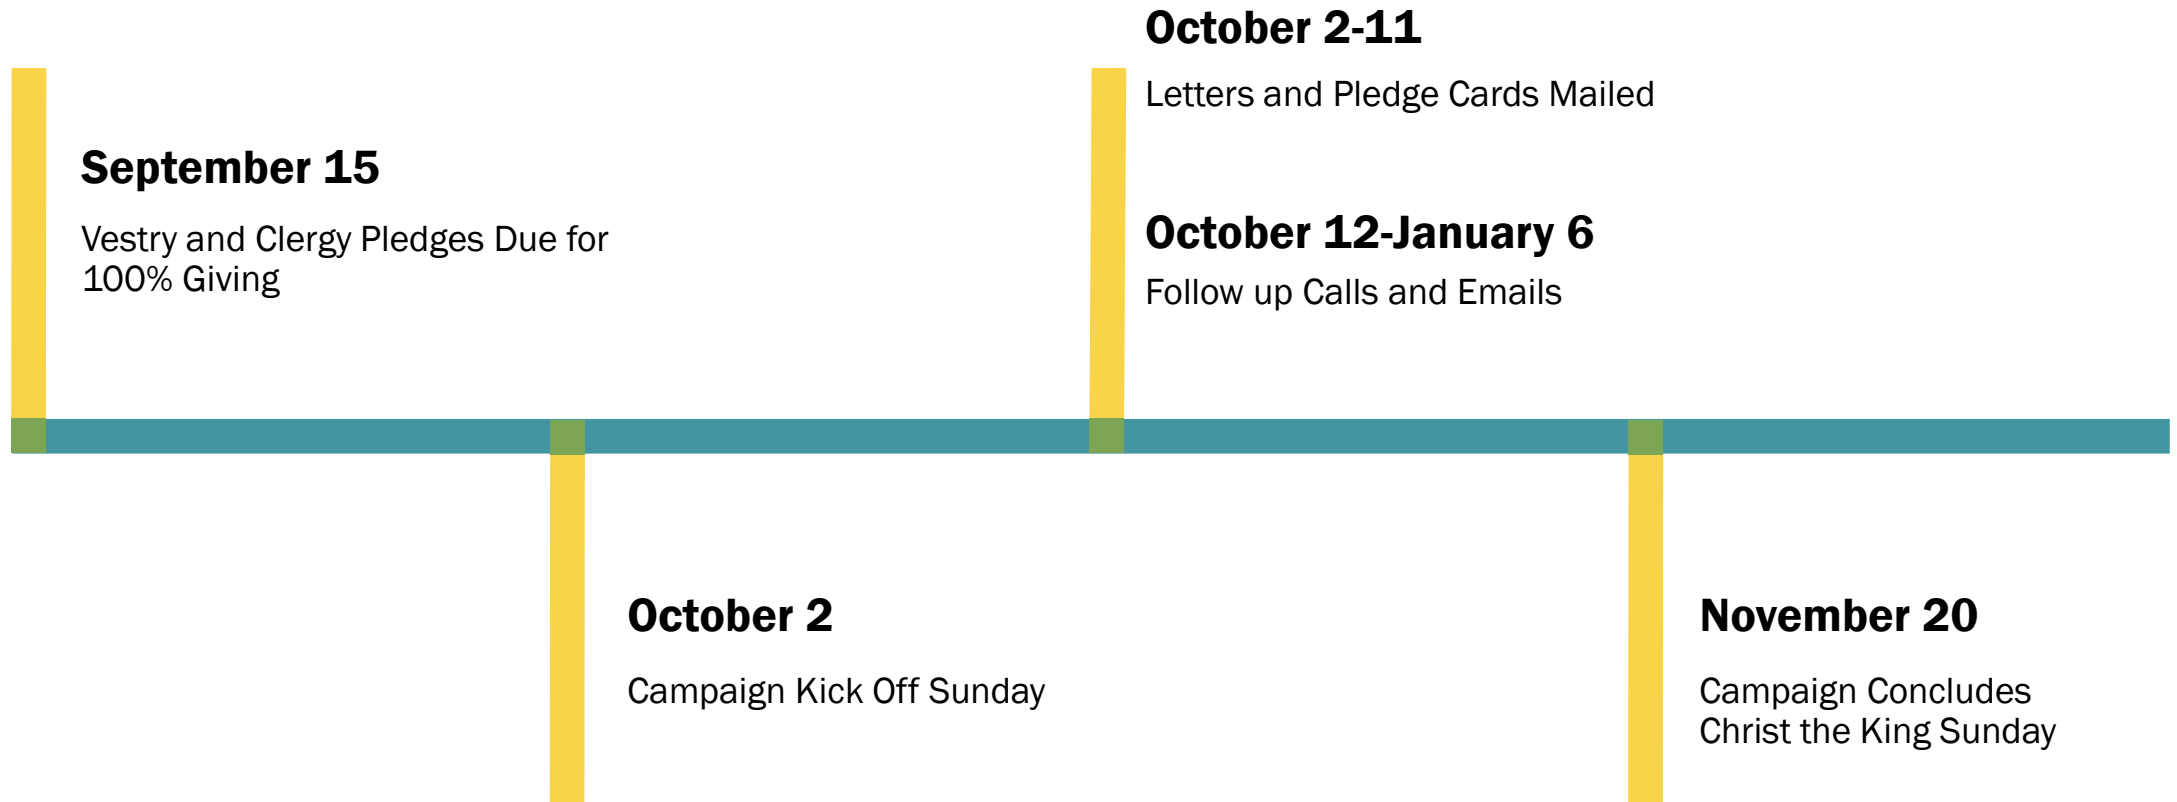 September 15
Vestry and Clergy Pledges Due for
100% Giving
October 2
Campaign Kick Off Sunday
October 2-11
Letters and Pledge Cards Mailed
October 12-January 6
Follow up Calls and Emails
November 20
Campaign Concludes
Christ the King Sunday